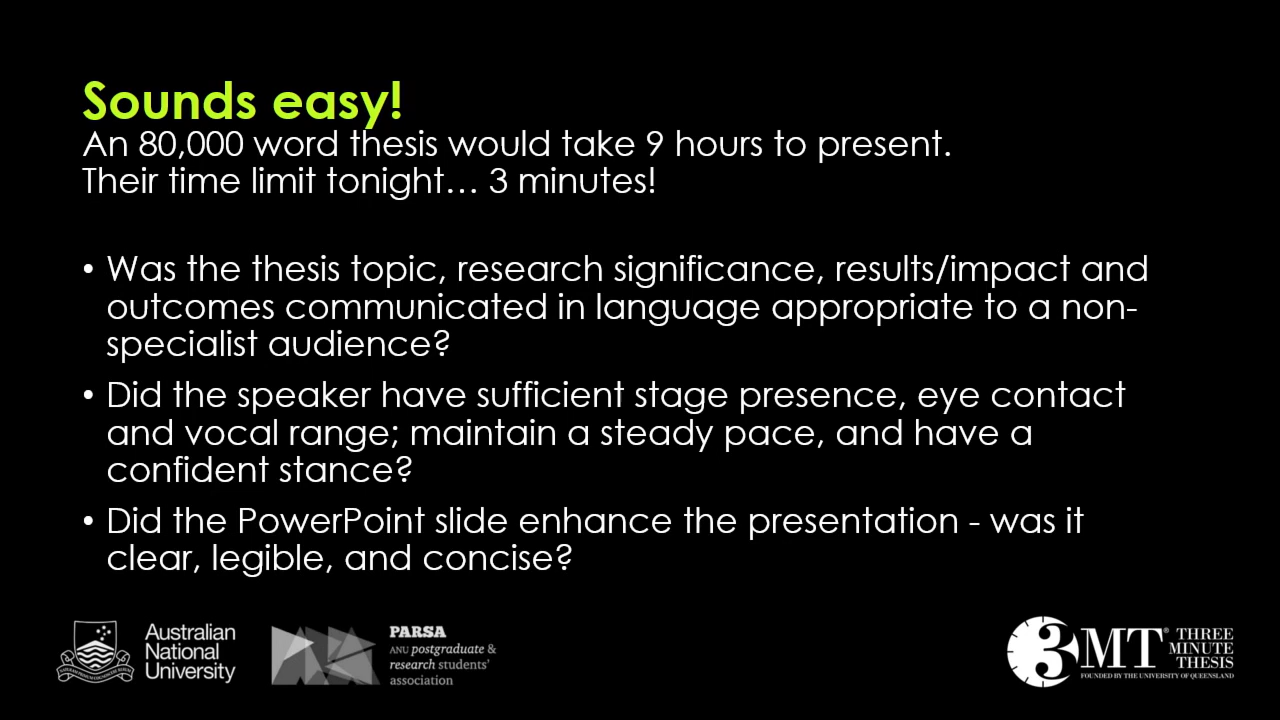 Sounds easy!
An 80,000 word thesis would take 9 hours to present.
Their time limit tonight… 3 minutes!
• Was the thesis topic, research significance, results/impact and
outcomes communicated in language appropriate to a non-
specialist audience?
• Did the speaker have sufficient stage presence, eye contact
and vocal range; maintain a steady pace, and have a
confident stance?
• Did the PowerPoint slide enhance the presentation - was it
clear, legible, and concise?
Australian
National
University
PARSA
ANU postgraduate &
research students'
association
3MT® THREE
MINUTE
THESIS
FOUNDED BY THE UNIVERSITY OF QUEENSLAND